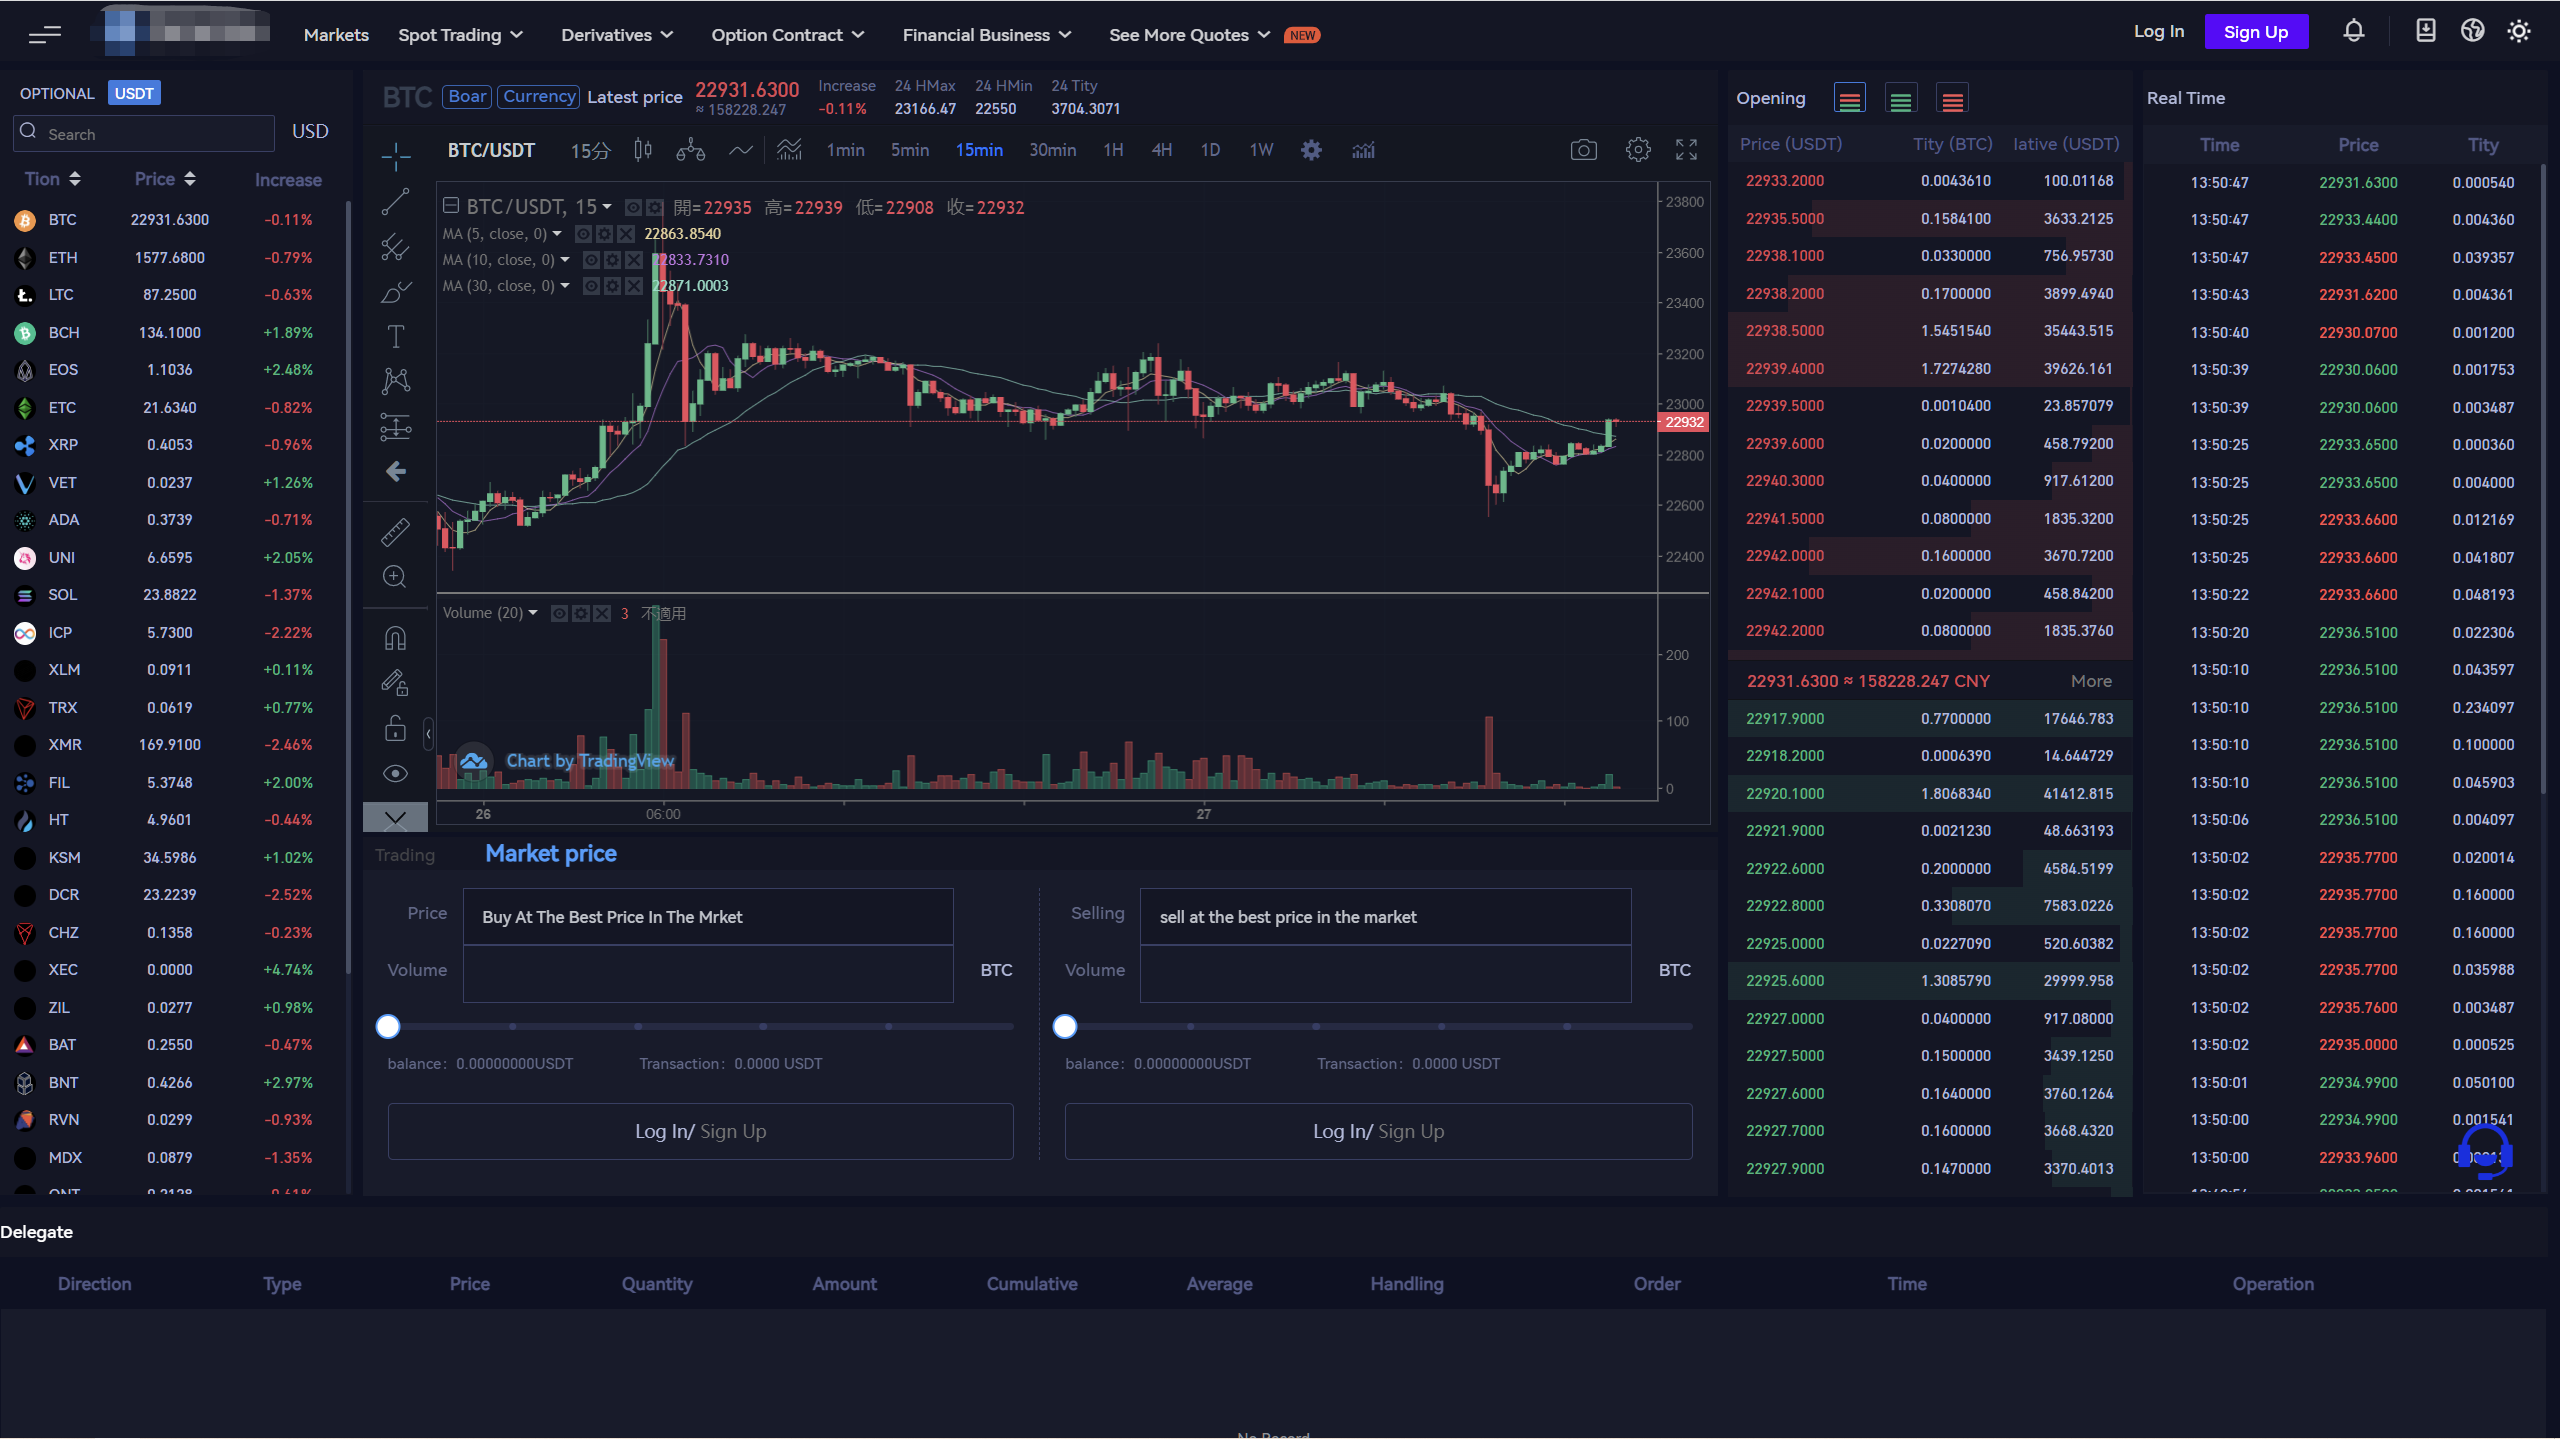 Markets Spot Trading Derivatives Option Contract Financial Business See More Quotes NEW Log In Sign Up
OPTIONAL USDT
Search USD
Tion Price Increase
BTC 22931.6300 -0.11%
ETH 1577.6800 -0.79%
LTC 87.2500 -0.63%
BCH 134.1000 +1.89%
EOS 1.1036 +2.48%
ETC 21.6340 -0.82%
XRP 0.4053 -0.96%
VET 0.0237 +1.26%
ADA 0.3739 -0.71%
UNI 6.6595 +2.05%
SOL 23.8822 -1.37%
ICP 5.7300 -2.22%
XLM 0.0911 +0.11%
TRX 0.0619 +0.77%
XMR 169.9100 -2.46%
FIL 5.3748 +2.00%
HT 4.9601 -0.44%
KSM 34.5986 +1.02%
DCR 23.2239 -2.52%
CHZ 0.1358 -0.23%
XEC 0.0000 +4.74%
ZIL 0.0277 +0.98%
BAT 0.2550 -0.47%
BNT 0.4266 +2.97%
RVN 0.0299 -0.93%
MDX 0.0879 -1.35%
BTC Boar Currency Latest price 22931.6300 ≈ 158228.247
Increase 24 HMax 24 HMin 24 Tity
-0.11% 23166.47 22550 3704.3071
BTC/USDT 15分 1min 5min 15min 30min 1H 4H 1D 1W
BTC/USDT, 15 開=22935 高=22939 低=22908 收=22932
MA (5, close, 0) 22863.8540
MA (10, close, 0) 22833.7310
MA (30, close, 0) 22871.0003
23800
23600
23400
23200
23000
22932
22800
22600
22400
Volume (20) 3 不適用
200
100
0
Chart by TradingView
26 06:00 27
Trading Market price
Price Buy At The Best Price In The Mrket
Volume BTC
balance: 0.00000000USDT Transaction: 0.0000 USDT
Log In/ Sign Up
Selling sell at the best price in the market
Volume BTC
balance: 0.00000000USDT Transaction: 0.0000 USDT
Log In/ Sign Up
Opening
Price (USDT) Tity (BTC) lative (USDT)
22933.2000 0.0043610 100.01168
22935.5000 0.1584100 3633.2125
22938.1000 0.0330000 756.95730
22938.2000 0.1700000 3899.4940
22938.5000 1.5451540 35443.515
22939.4000 1.7274280 39626.161
22939.5000 0.0010400 23.857079
22939.6000 0.0200000 458.79200
22940.3000 0.0400000 917.61200
22941.5000 0.0800000 1835.3200
22942.0000 0.1600000 3670.7200
22942.1000 0.0200000 458.84200
22942.2000 0.0800000 1835.3760
22931.6300 ≈ 158228.247 CNY More
22917.9000 0.7700000 17646.783
22918.2000 0.0006390 14.644729
22920.1000 1.8068340 41412.815
22921.9000 0.0021230 48.663193
22922.6000 0.2000000 4584.5199
22922.8000 0.3308070 7583.0226
22925.0000 0.0227090 520.60382
22925.6000 1.3085790 29999.958
22927.0000 0.0400000 917.08000
22927.5000 0.1500000 3439.1250
22927.6000 0.1640000 3760.1264
22927.7000 0.1600000 3668.4320
22927.9000 0.1470000 3370.4013
Real Time
Time Price Tity
13:50:47 22931.6300 0.000540
13:50:47 22933.4400 0.004360
13:50:47 22933.4500 0.039357
13:50:43 22931.6200 0.004361
13:50:40 22930.0700 0.001200
13:50:39 22930.0600 0.001753
13:50:39 22930.0600 0.003487
13:50:25 22933.6500 0.000360
13:50:25 22933.6500 0.004000
13:50:25 22933.6600 0.012169
13:50:25 22933.6600 0.041807
13:50:22 22933.6600 0.048193
13:50:20 22936.5100 0.022306
13:50:10 22936.5100 0.043597
13:50:10 22936.5100 0.234097
13:50:10 22936.5100 0.100000
13:50:10 22936.5100 0.045903
13:50:06 22936.5100 0.004097
13:50:02 22935.7700 0.020014
13:50:02 22935.7700 0.160000
13:50:02 22935.7700 0.160000
13:50:02 22935.7700 0.035988
13:50:02 22935.7600 0.003487
13:50:02 22935.0000 0.000525
13:50:01 22934.9900 0.050100
13:50:00 22934.9900 0.001541
13:50:00 22933.9600
Delegate
Direction Type Price Quantity Amount Cumulative Average Handling Order Time Operation